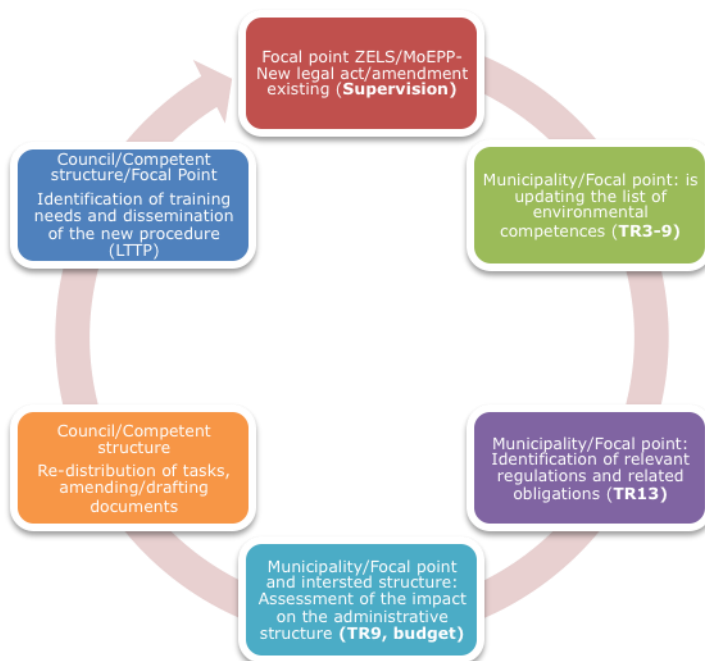 Focal point ZELS/MoEPP-
New legal act/amendment
existing (Supervision)
Municipality/Focal point: is
updating the list of
environmental
competences (TR3-9)
Municipality/Focal point:
Identification of relevant
regulations and related
obligations (TR13)
Municipality/Focal point
and intersted structure:
Assessment of the impact
on the administrative
structure (TR9, budget)
Council/Competent
structure
Re-distribution of tasks,
amending/drafting
documents
Council/Competent
structure/Focal Point
Identification of training
needs and dissemination
of the new procedure
(LTTP)